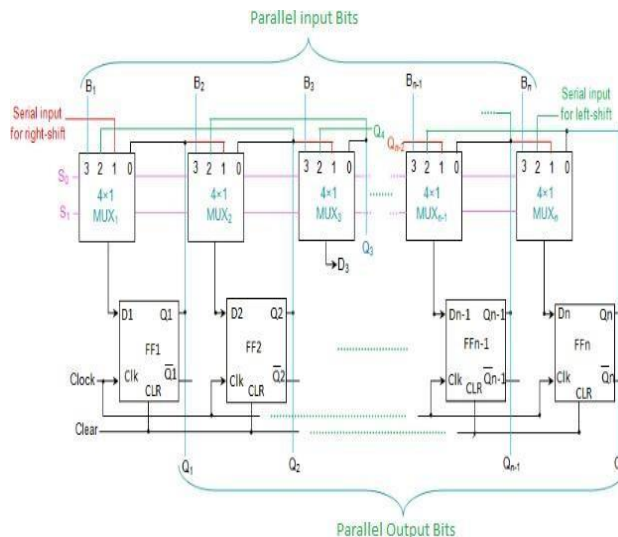 Parallel input Bits
B1 B2 B3 Bn-1 Bn
Serial input
for right-shift
Serial input
for left-shift
Q4
Qn-2
3 2 1 0
3 2 1 0
3 2 1 0
3 2 1 0
3 2 1 0
S0
S1
4×1
MUX1
4×1
MUX2
4×1
MUX3
4×1
MUXn-1
4×1
MUXn
Q3
D3
D1 Q1
FF1
Clk Q̅1
CLR
D2 Q2
FF2
Clk Q̅2
CLR
Dn-1 Qn-1
FFn-1
Clk Q̅n-1
CLR
Dn Qn
FFn
Clk Q̅n
CLR
Clock
Clear
Q1 Q2 Qn-1
Parallel Output Bits